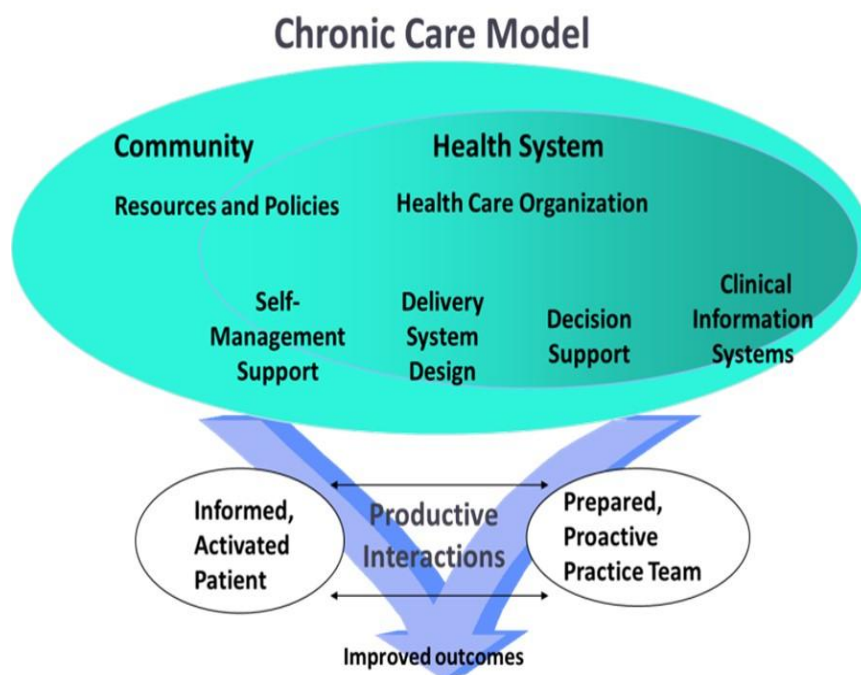 Chronic Care Model
Community
Health System
Resources and Policies
Health Care Organization
Self-
Management
Support
Delivery
System
Design
Decision
Support
Clinical
Information
Systems
Informed,
Activated
Patient
Productive
Interactions
Prepared,
Proactive
Practice Team
Improved outcomes